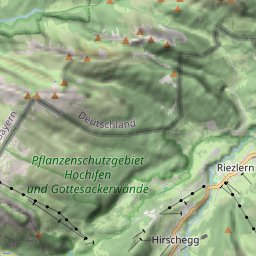 Deutschland
Bayern
Pflanzenschutzgebiet
Hochifen
und Gottesackerwände
Riezlern
Hirschegg